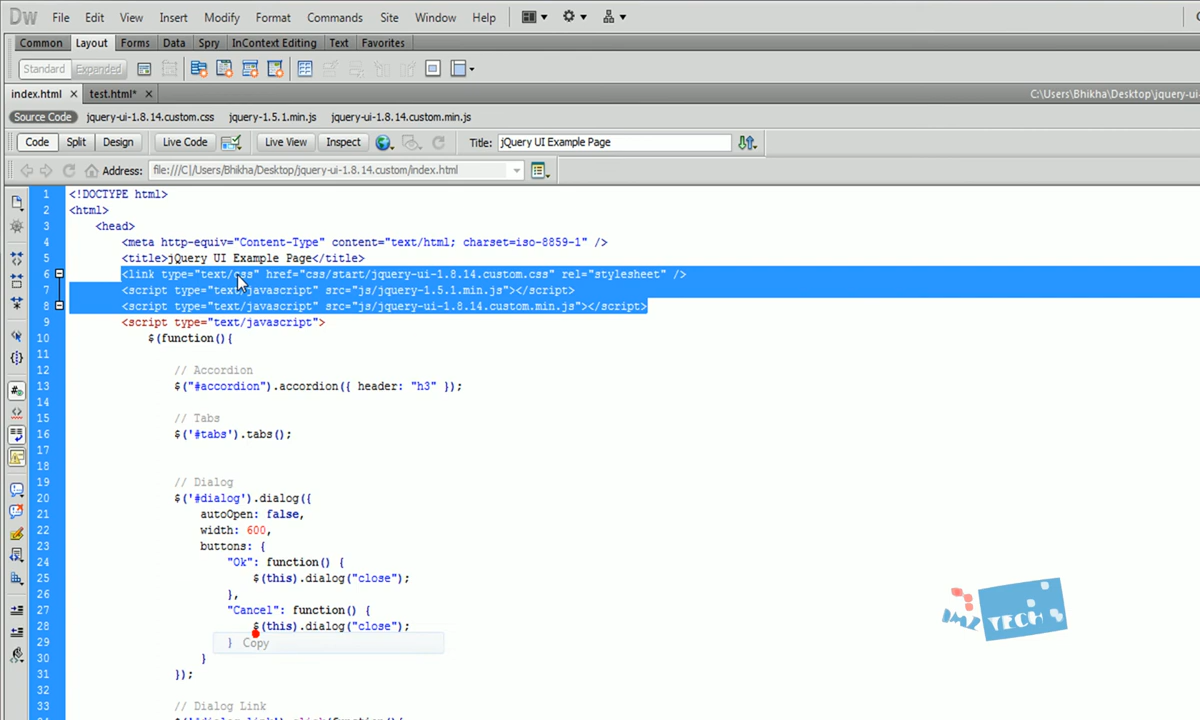 Dw File Edit View Insert Modify Format Commands Site Window Help
Common Layout Forms Data Spry InContext Editing Text Favorites
Standard Expanded
index.html × test.html* × C:\Users\Bhikha\Desktop\jquery-ui-
Source Code jquery-ui-1.8.14.custom.css jquery-1.5.1.min.js jquery-ui-1.8.14.custom.min.js
Code Split Design Live Code Live View Inspect Title: jQuery UI Example Page
Address: file:///C|/Users/Bhikha/Desktop/jquery-ui-1.8.14.custom/index.html
1 <!DOCTYPE html>
2 <html>
3 <head>
4 <meta http-equiv="Content-Type" content="text/html; charset=iso-8859-1" />
5 <title>jQuery UI Example Page</title>
6 <link type="text/css" href="css/start/jquery-ui-1.8.14.custom.css" rel="stylesheet" />
7 <script type="text/javascript" src="js/jquery-1.5.1.min.js"></script>
8 <script type="text/javascript" src="js/jquery-ui-1.8.14.custom.min.js"></script>
9 <script type="text/javascript">
10 $(function(){
11
12 // Accordion
13 $("#accordion").accordion({ header: "h3" });
14
15 // Tabs
16 $('#tabs').tabs();
17
18
19 // Dialog
20 $('#dialog').dialog({
21 autoOpen: false,
22 width: 600,
23 buttons: {
24 "Ok": function() {
25 $(this).dialog("close");
26 },
27 "Cancel": function() {
28 $(this).dialog("close");
29 } Copy
30 }
31 });
32
33 // Dialog Link
IMZ TECH